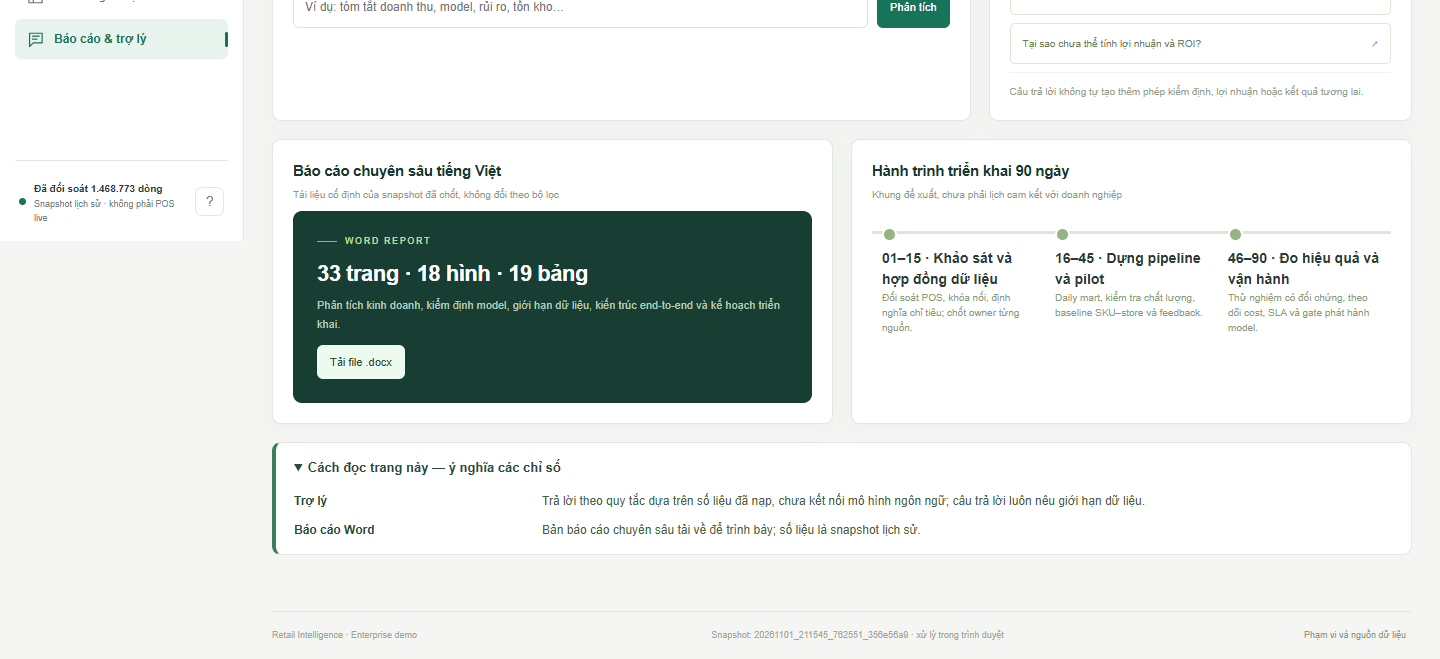 Báo cáo & trợ lý
Đã đối soát 1.468.773 dòng
Snapshot lịch sử · không phải POS
live
?
Ví dụ: tóm tắt doanh thu, model, rủi ro, tồn kho…
Phân tích
Tại sao chưa thể tính lợi nhuận và ROI?
↗
Câu trả lời không tự tạo thêm phép kiểm định, lợi nhuận hoặc kết quả tương lai.
Báo cáo chuyên sâu tiếng Việt
Tài liệu cố định của snapshot đã chốt, không đổi theo bộ lọc
WORD REPORT
33 trang · 18 hình · 19 bảng
Phân tích kinh doanh, kiểm định model, giới hạn dữ liệu, kiến trúc end-to-end và kế hoạch triển
khai.
Tải file .docx
Hành trình triển khai 90 ngày
Khung đề xuất, chưa phải lịch cam kết với doanh nghiệp
01–15 · Khảo sát và
hợp đồng dữ liệu
Đối soát POS, khóa nối, định
nghĩa chỉ tiêu; chốt owner từng
nguồn.
16–45 · Dựng pipeline
và pilot
Daily mart, kiểm tra chất lượng,
baseline SKU–store và feedback.
46–90 · Đo hiệu quả và
vận hành
Thử nghiệm có đối chứng, theo
dõi cost, SLA và gate phát hành
model.
▼ Cách đọc trang này — ý nghĩa các chỉ số
Trợ lý
Trả lời theo quy tắc dựa trên số liệu đã nạp, chưa kết nối mô hình ngôn ngữ; câu trả lời luôn nêu giới hạn dữ liệu.
Báo cáo Word
Bản báo cáo chuyên sâu tải về để trình bày; số liệu là snapshot lịch sử.
Retail Intelligence · Enterprise demo
Snapshot: 20261101_211545_762551_356e56a9 · xử lý trong trình duyệt
Phạm vi và nguồn dữ liệu